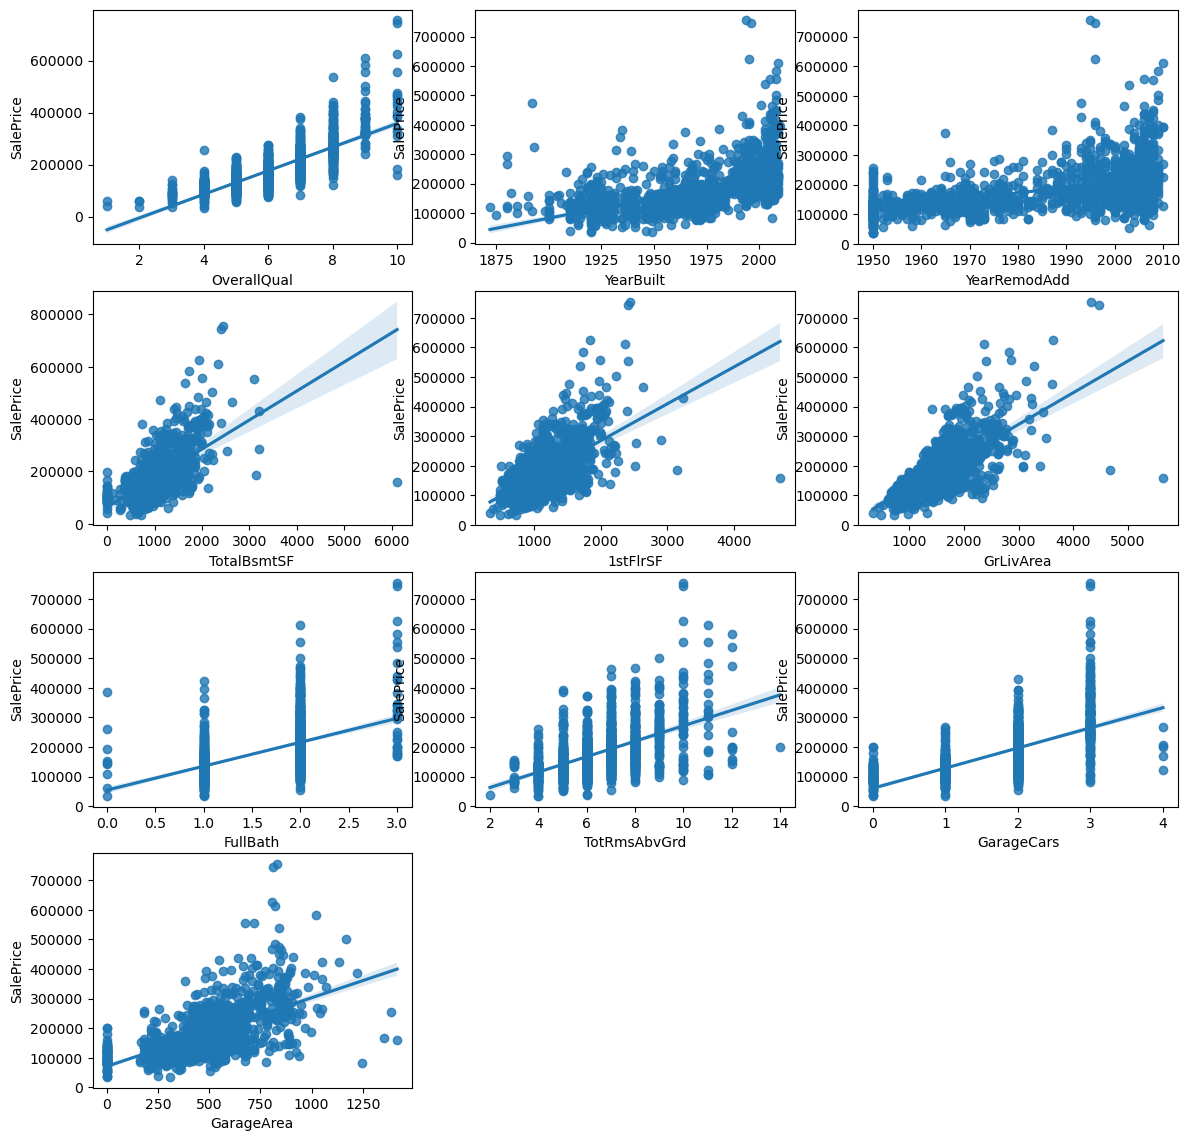 SalePrice
600000
400000
200000
0
2 4 6 8 10
OverallQual
SalePrice
700000
600000
500000
400000
300000
200000
100000
0
1875 1900 1925 1950 1975 2000
YearBuilt
SalePrice
700000
600000
500000
400000
300000
200000
100000
0
1950 1960 1970 1980 1990 2000 2010
YearRemodAdd
SalePrice
800000
600000
400000
200000
0
0 1000 2000 3000 4000 5000 6000
TotalBsmtSF
SalePrice
700000
600000
500000
400000
300000
200000
100000
0
1000 2000 3000 4000
1stFlrSF
SalePrice
700000
600000
500000
400000
300000
200000
100000
0
1000 2000 3000 4000 5000
GrLivArea
SalePrice
700000
600000
500000
400000
300000
200000
100000
0
0.0 0.5 1.0 1.5 2.0 2.5 3.0
FullBath
SalePrice
700000
600000
500000
400000
300000
200000
100000
0
2 4 6 8 10 12 14
TotRmsAbvGrd
SalePrice
700000
600000
500000
400000
300000
200000
100000
0
0 1 2 3 4
GarageCars
SalePrice
700000
600000
500000
400000
300000
200000
100000
0
0 250 500 750 1000 1250
GarageArea